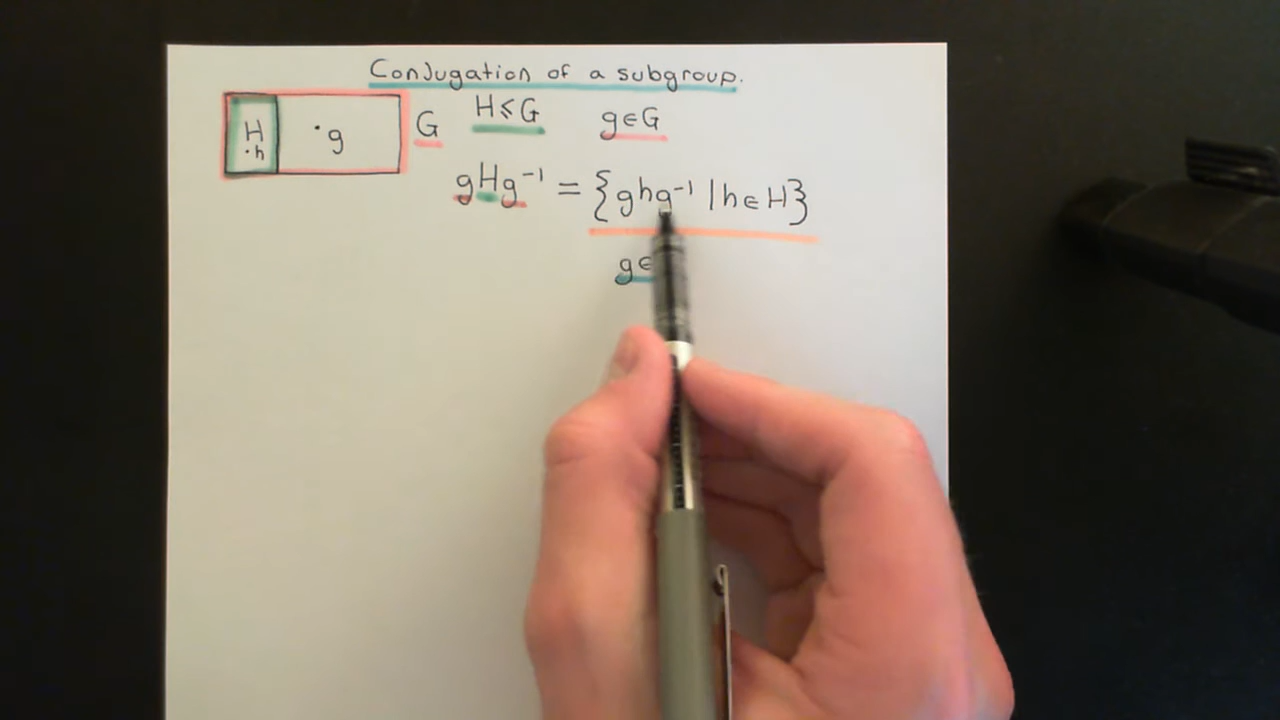 Conjugation of a subgroup.
H
·h
·g
G
H≤G
g∈G
gHg⁻¹ = {ghg⁻¹ | h∈H}
g∈